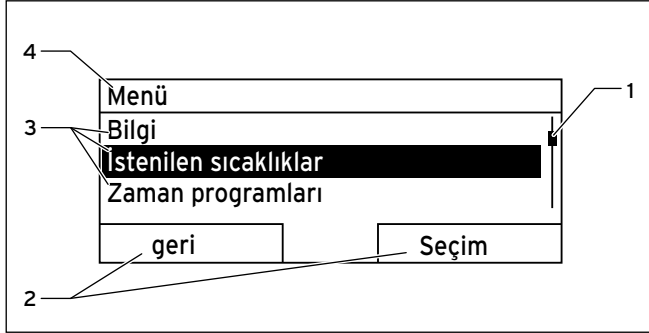 4
Menü
1
3
Bilgi
İstenilen sıcaklıklar
Zaman programları
geri
Seçim
2